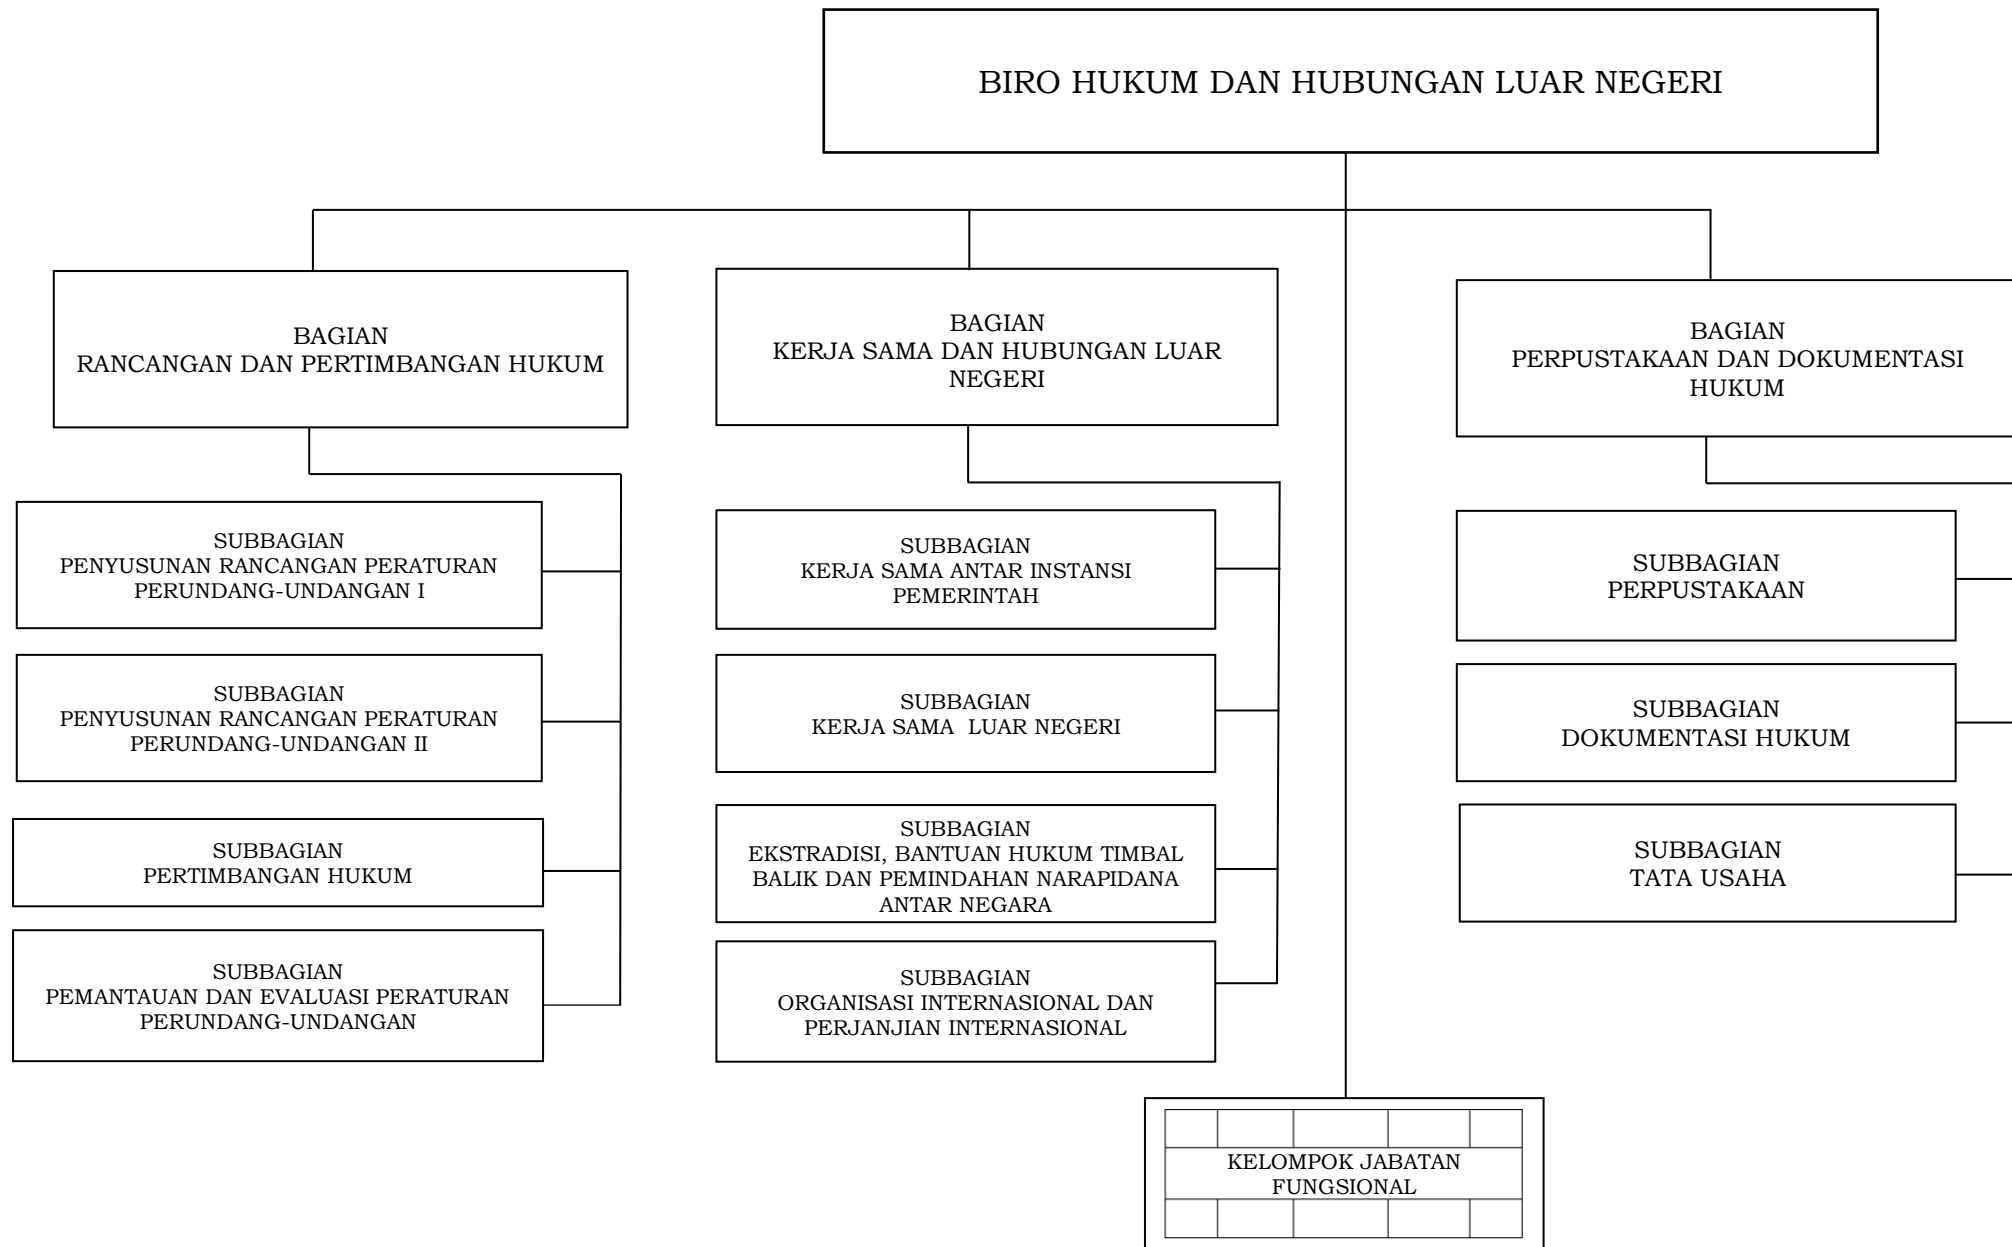 BIRO HUKUM DAN HUBUNGAN LUAR NEGERI
BAGIAN
RANCANGAN DAN PERTIMBANGAN HUKUM
SUBBAGIAN
PENYUSUNAN RANCANGAN PERATURAN
PERUNDANG-UNDANGAN I
SUBBAGIAN
PENYUSUNAN RANCANGAN PERATURAN
PERUNDANG-UNDANGAN II
SUBBAGIAN
PERTIMBANGAN HUKUM
SUBBAGIAN
PEMANTAUAN DAN EVALUASI PERATURAN
PERUNDANG-UNDANGAN
BAGIAN
KERJA SAMA DAN HUBUNGAN LUAR
NEGERI
SUBBAGIAN
KERJA SAMA ANTAR INSTANSI
PEMERINTAH
SUBBAGIAN
KERJA SAMA LUAR NEGERI
SUBBAGIAN
EKSTRADISI, BANTUAN HUKUM TIMBAL
BALIK DAN PEMINDAHAN NARAPIDANA
ANTAR NEGARA
SUBBAGIAN
ORGANISASI INTERNASIONAL DAN
PERJANJIAN INTERNASIONAL
BAGIAN
PERPUSTAKAAN DAN DOKUMENTASI
HUKUM
SUBBAGIAN
PERPUSTAKAAN
SUBBAGIAN
DOKUMENTASI HUKUM
SUBBAGIAN
TATA USAHA
KELOMPOK JABATAN
FUNGSIONAL